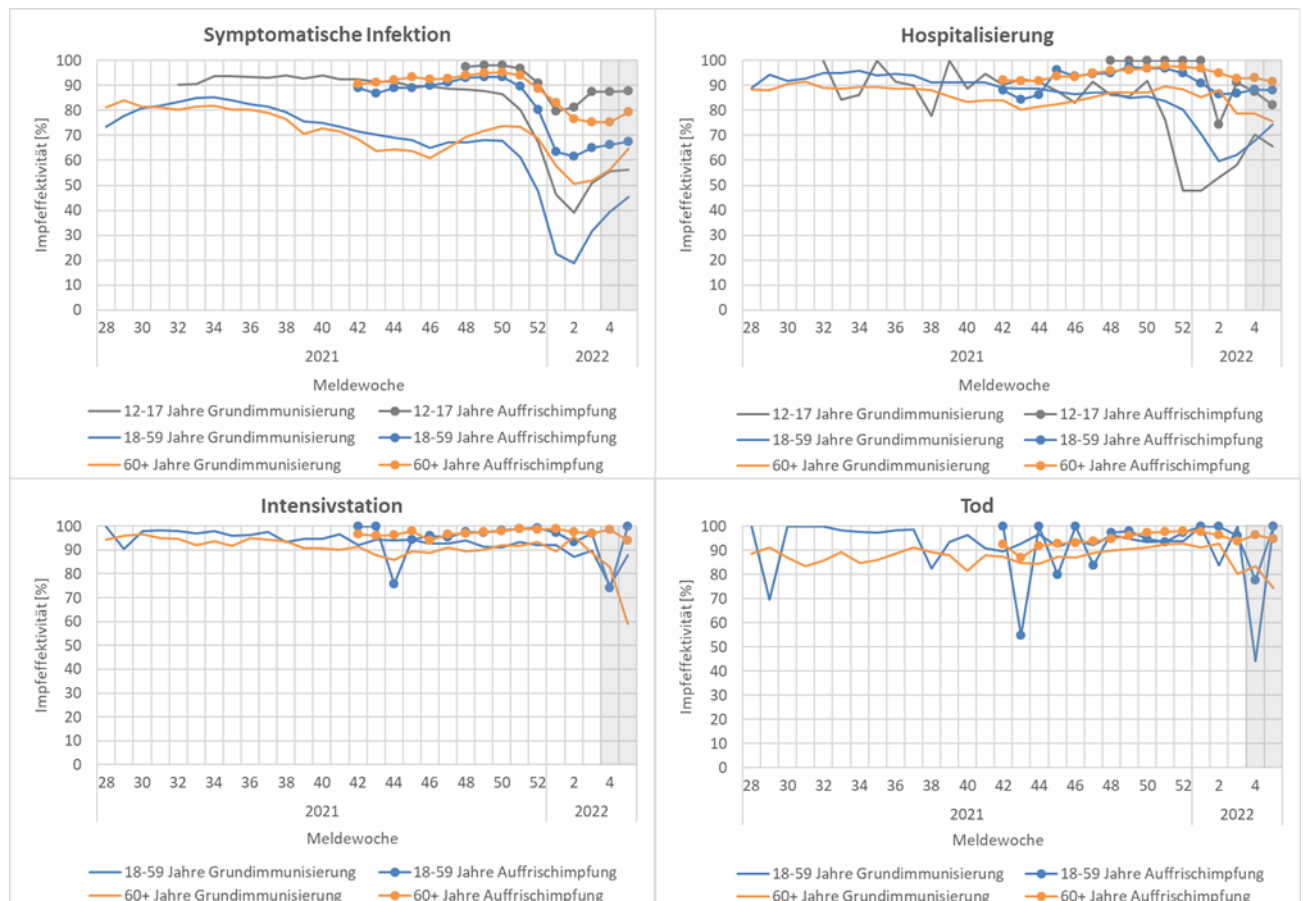 Symptomatische Infektion
Impfeffektivität [%]
100
90
80
70
60
50
40
30
20
10
0
28 30 32 34 36 38 40 42 44 46 48 50 52 2 4
2021 2022
Meldewoche
12-17 Jahre Grundimmunisierung 12-17 Jahre Auffrischimpfung
18-59 Jahre Grundimmunisierung 18-59 Jahre Auffrischimpfung
60+ Jahre Grundimmunisierung 60+ Jahre Auffrischimpfung
Hospitalisierung
Impfeffektivität [%]
100
90
80
70
60
50
40
30
20
10
0
28 30 32 34 36 38 40 42 44 46 48 50 52 2 4
2021 2022
Meldewoche
12-17 Jahre Grundimmunisierung 12-17 Jahre Auffrischimpfung
18-59 Jahre Grundimmunisierung 18-59 Jahre Auffrischimpfung
60+ Jahre Grundimmunisierung 60+ Jahre Auffrischimpfung
Intensivstation
Impfeffektivität [%]
100
90
80
70
60
50
40
30
20
10
0
28 30 32 34 36 38 40 42 44 46 48 50 52 2 4
2021 2022
Meldewoche
18-59 Jahre Grundimmunisierung 18-59 Jahre Auffrischimpfung
60+ Jahre Grundimmunisierung 60+ Jahre Auffrischimpfung
Tod
Impfeffektivität [%]
100
90
80
70
60
50
40
30
20
10
0
28 30 32 34 36 38 40 42 44 46 48 50 52 2 4
2021 2022
Meldewoche
18-59 Jahre Grundimmunisierung 18-59 Jahre Auffrischimpfung
60+ Jahre Grundimmunisierung 60+ Jahre Auffrischimpfung